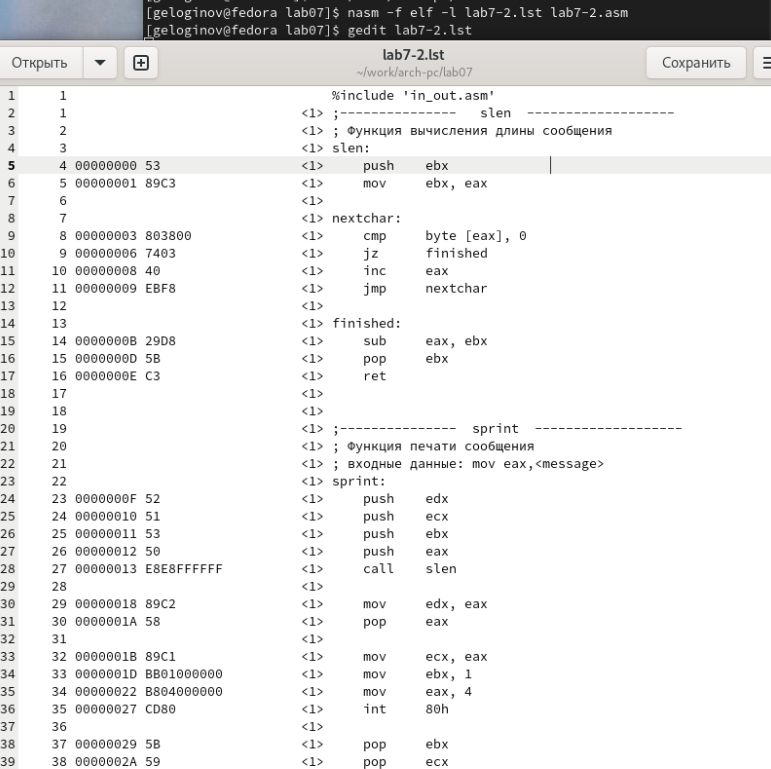 [geloginov@fedora lab07]$ nasm -f elf -l lab7-2.lst lab7-2.asm
[geloginov@fedora lab07]$ gedit lab7-2.lst
Открыть
lab7-2.lst
~/work/arch-pc/lab07
Сохранить
1 1 %include 'in_out.asm'
2 1 <1> ;--------------- slen -------------------
3 2 <1> ; Функция вычисления длины сообщения
4 3 <1> slen:
5 4 00000000 53 <1> push ebx
6 5 00000001 89C3 <1> mov ebx, eax
7 6 <1>
8 7 <1> nextchar:
9 8 00000003 803800 <1> cmp byte [eax], 0
10 9 00000006 7403 <1> jz finished
11 10 00000008 40 <1> inc eax
12 11 00000009 EBF8 <1> jmp nextchar
13 12 <1>
14 13 <1> finished:
15 14 0000000B 29D8 <1> sub eax, ebx
16 15 0000000D 5B <1> pop ebx
17 16 0000000E C3 <1> ret
18 17 <1>
19 18 <1>
20 19 <1> ;--------------- sprint -------------------
21 20 <1> ; Функция печати сообщения
22 21 <1> ; входные данные: mov eax,<message>
23 22 <1> sprint:
24 23 0000000F 52 <1> push edx
25 24 00000010 51 <1> push ecx
26 25 00000011 53 <1> push ebx
27 26 00000012 50 <1> push eax
28 27 00000013 E8E8FFFFFF <1> call slen
29 28 <1>
30 29 00000018 89C2 <1> mov edx, eax
31 30 0000001A 58 <1> pop eax
32 31 <1>
33 32 0000001B 89C1 <1> mov ecx, eax
34 33 0000001D BB01000000 <1> mov ebx, 1
35 34 00000022 B804000000 <1> mov eax, 4
36 35 00000027 CD80 <1> int 80h
37 36 <1>
38 37 00000029 5B <1> pop ebx
39 38 0000002A 59 <1> pop ecx